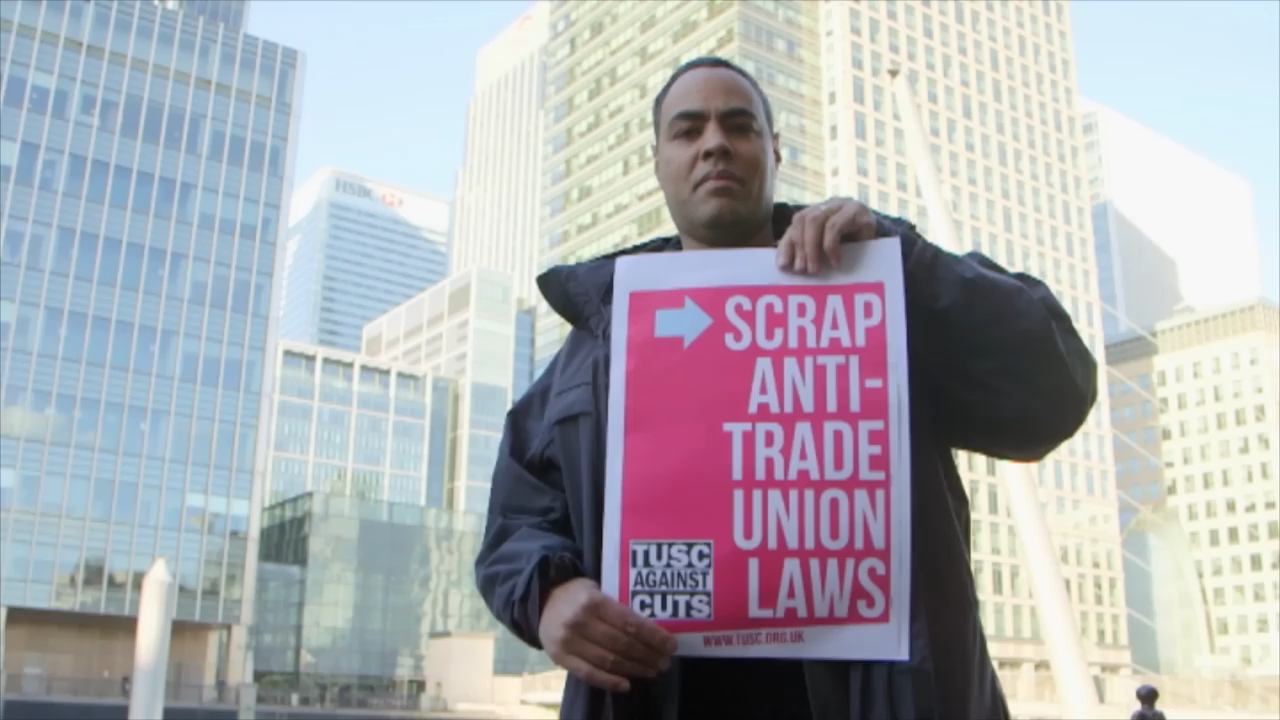 HSBC
SCRAP
ANTI-
TRADE
UNION
LAWS
TUSC
AGAINST
CUTS
WWW.TUSC.ORG.UK